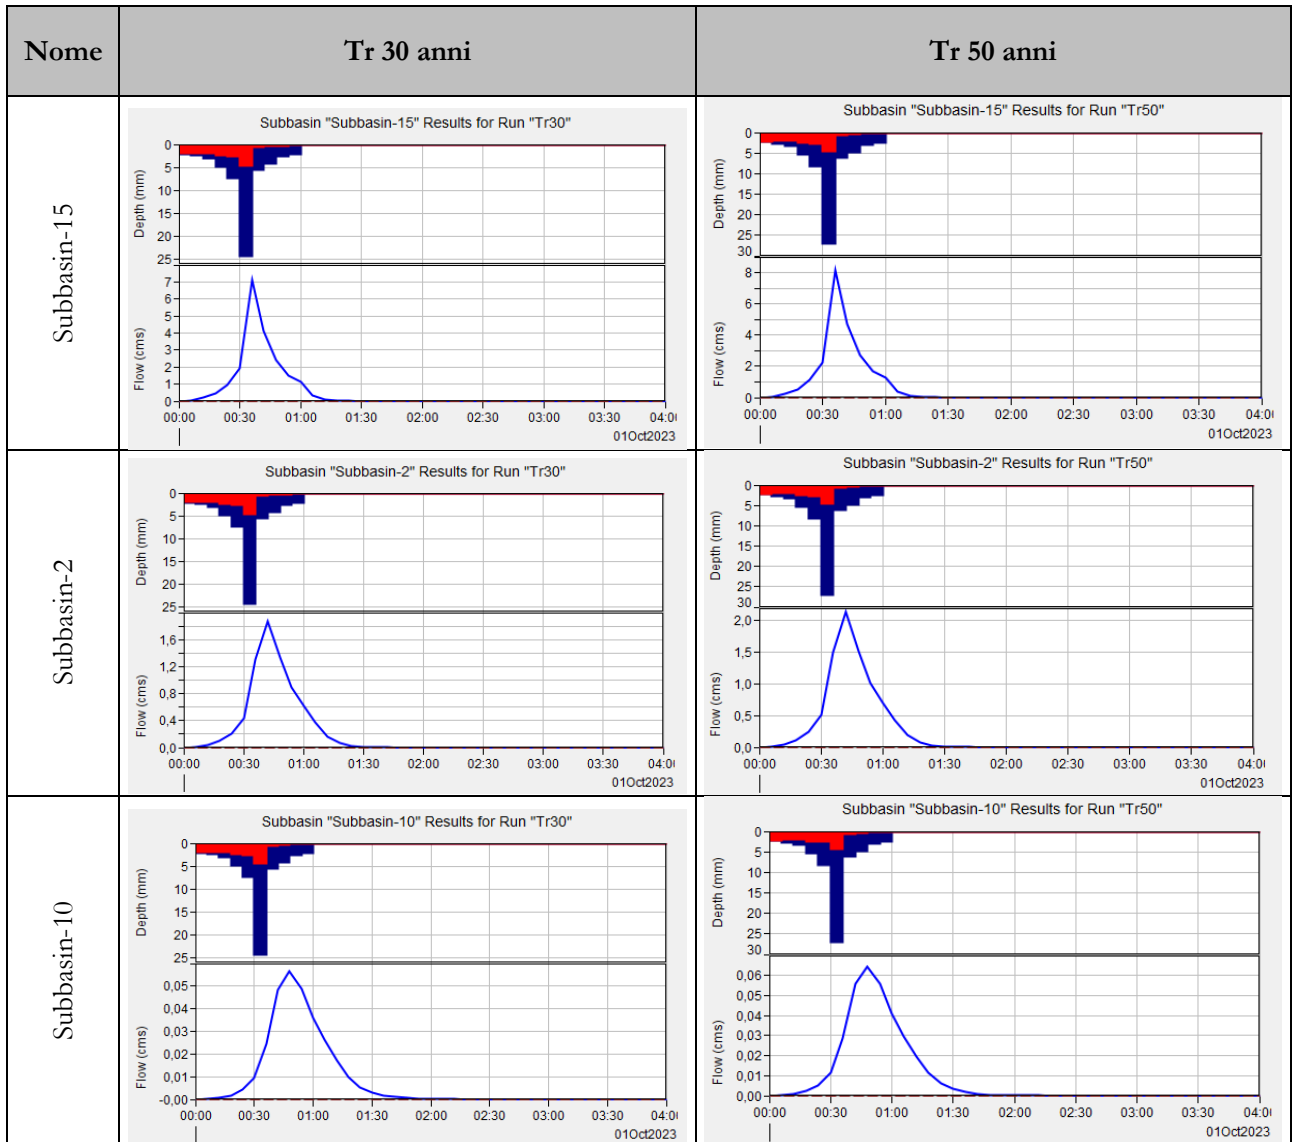 Nome Tr 30 anni Tr 50 anni
Subbasin-15
Subbasin "Subbasin-15" Results for Run "Tr30"
Depth (mm)
0
5
10
15
20
25
Flow (cms)
7
6
5
4
3
2
1
0
00:00 00:30 01:00 01:30 02:00 02:30 03:00 03:30 04:0
01Oct2023
Subbasin "Subbasin-15" Results for Run "Tr50"
Depth (mm)
0
5
10
15
20
25
30
Flow (cms)
8
6
4
2
0
00:00 00:30 01:00 01:30 02:00 02:30 03:00 03:30 04:0
01Oct2023
Subbasin-2
Subbasin "Subbasin-2" Results for Run "Tr30"
Depth (mm)
0
5
10
15
20
25
Flow (cms)
1,6
1,2
0,8
0,4
0,0
00:00 00:30 01:00 01:30 02:00 02:30 03:00 03:30 04:0
01Oct2023
Subbasin "Subbasin-2" Results for Run "Tr50"
Depth (mm)
0
5
10
15
20
25
30
Flow (cms)
2,0
1,5
1,0
0,5
0,0
00:00 00:30 01:00 01:30 02:00 02:30 03:00 03:30 04:0
01Oct2023
Subbasin-10
Subbasin "Subbasin-10" Results for Run "Tr30"
Depth (mm)
0
5
10
15
20
25
Flow (cms)
0,05
0,04
0,03
0,02
0,01
-0,00
00:00 00:30 01:00 01:30 02:00 02:30 03:00 03:30 04:0
01Oct2023
Subbasin "Subbasin-10" Results for Run "Tr50"
Depth (mm)
0
5
10
15
20
25
30
Flow (cms)
0,06
0,05
0,04
0,03
0,02
0,01
0,00
00:00 00:30 01:00 01:30 02:00 02:30 03:00 03:30 04:0
01Oct2023